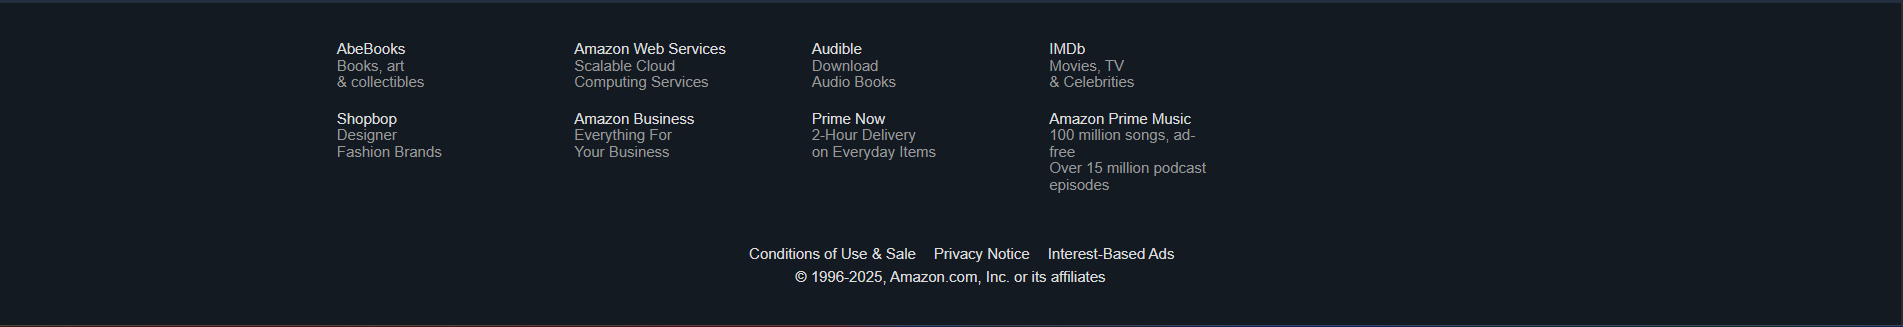 AbeBooks
Books, art
& collectibles
Amazon Web Services
Scalable Cloud
Computing Services
Audible
Download
Audio Books
IMDb
Movies, TV
& Celebrities
Shopbop
Designer
Fashion Brands
Amazon Business
Everything For
Your Business
Prime Now
2-Hour Delivery
on Everyday Items
Amazon Prime Music
100 million songs, ad-
free
Over 15 million podcast
episodes
Conditions of Use & Sale Privacy Notice Interest-Based Ads
© 1996-2025, Amazon.com, Inc. or its affiliates